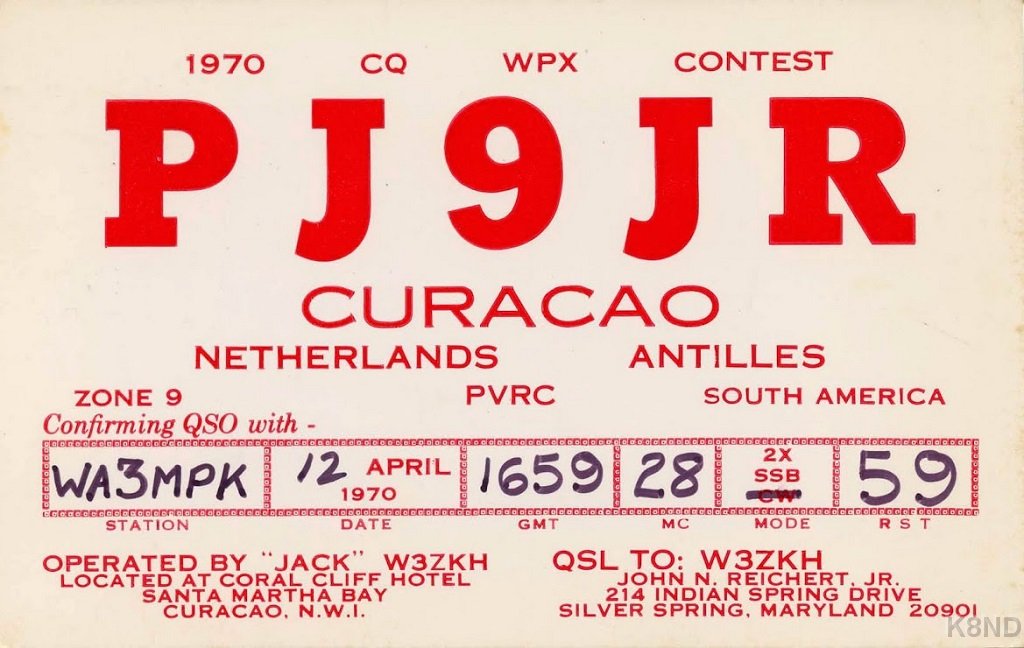 1970 CQ WPX CONTEST
PJ9JR
CURACAO
NETHERLANDS ANTILLES
ZONE 9 PVRC SOUTH AMERICA
Confirming QSO with -
WA3MPK 12 APRIL 1970 1659 28 2X SSB CW 59
STATION DATE GMT MC MODE RST
OPERATED BY "JACK" W3ZKH
LOCATED AT CORAL CLIFF HOTEL
SANTA MARTHA BAY
CURACAO, N.W.I.
QSL TO: W3ZKH
JOHN N. REICHERT, JR.
214 INDIAN SPRING DRIVE
SILVER SPRING, MARYLAND 20901
K8ND